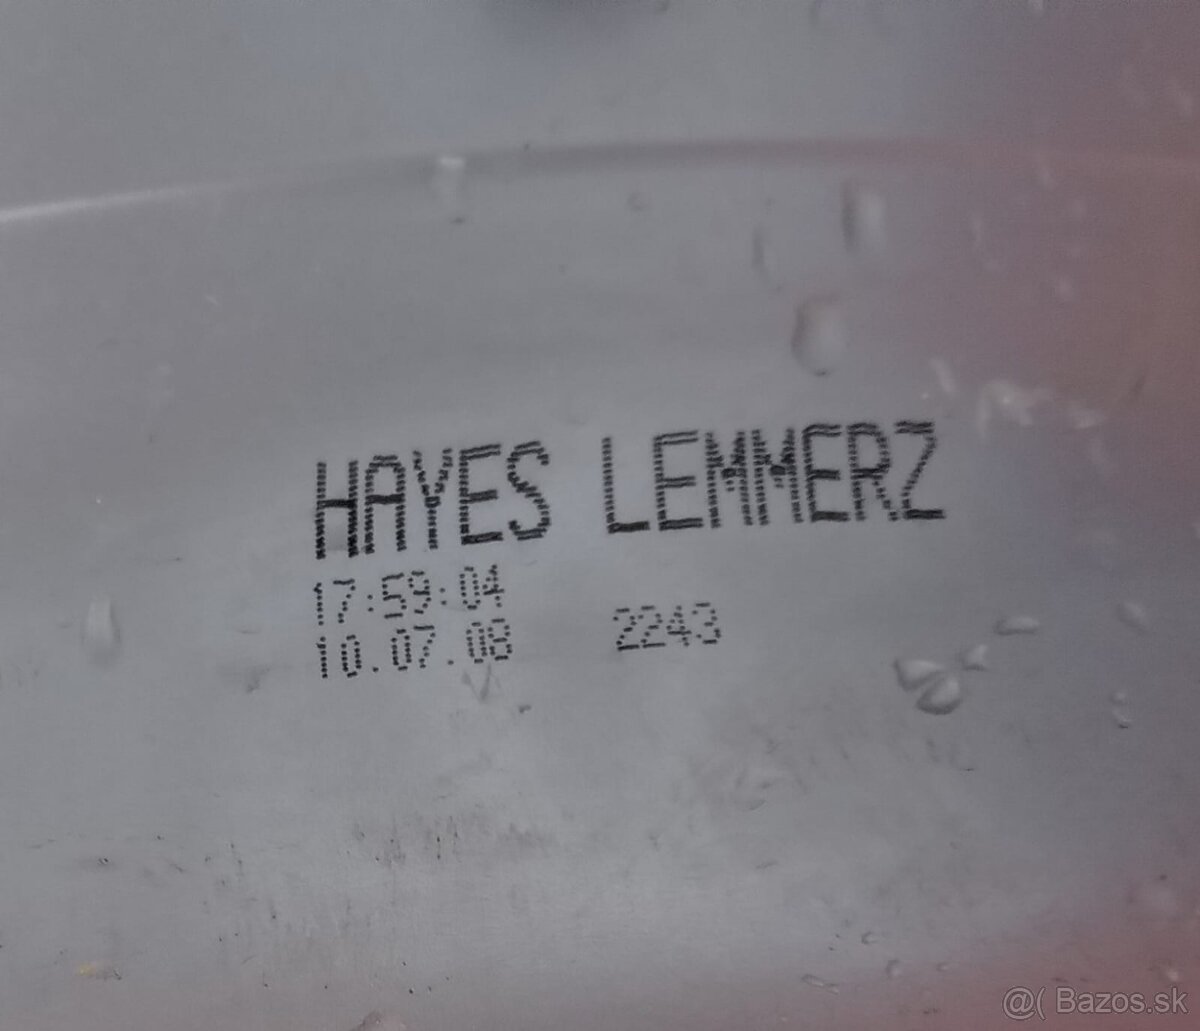 HAYES LEMMERZ
17:59:04
10.07.08 2243
@( Bazos.sk